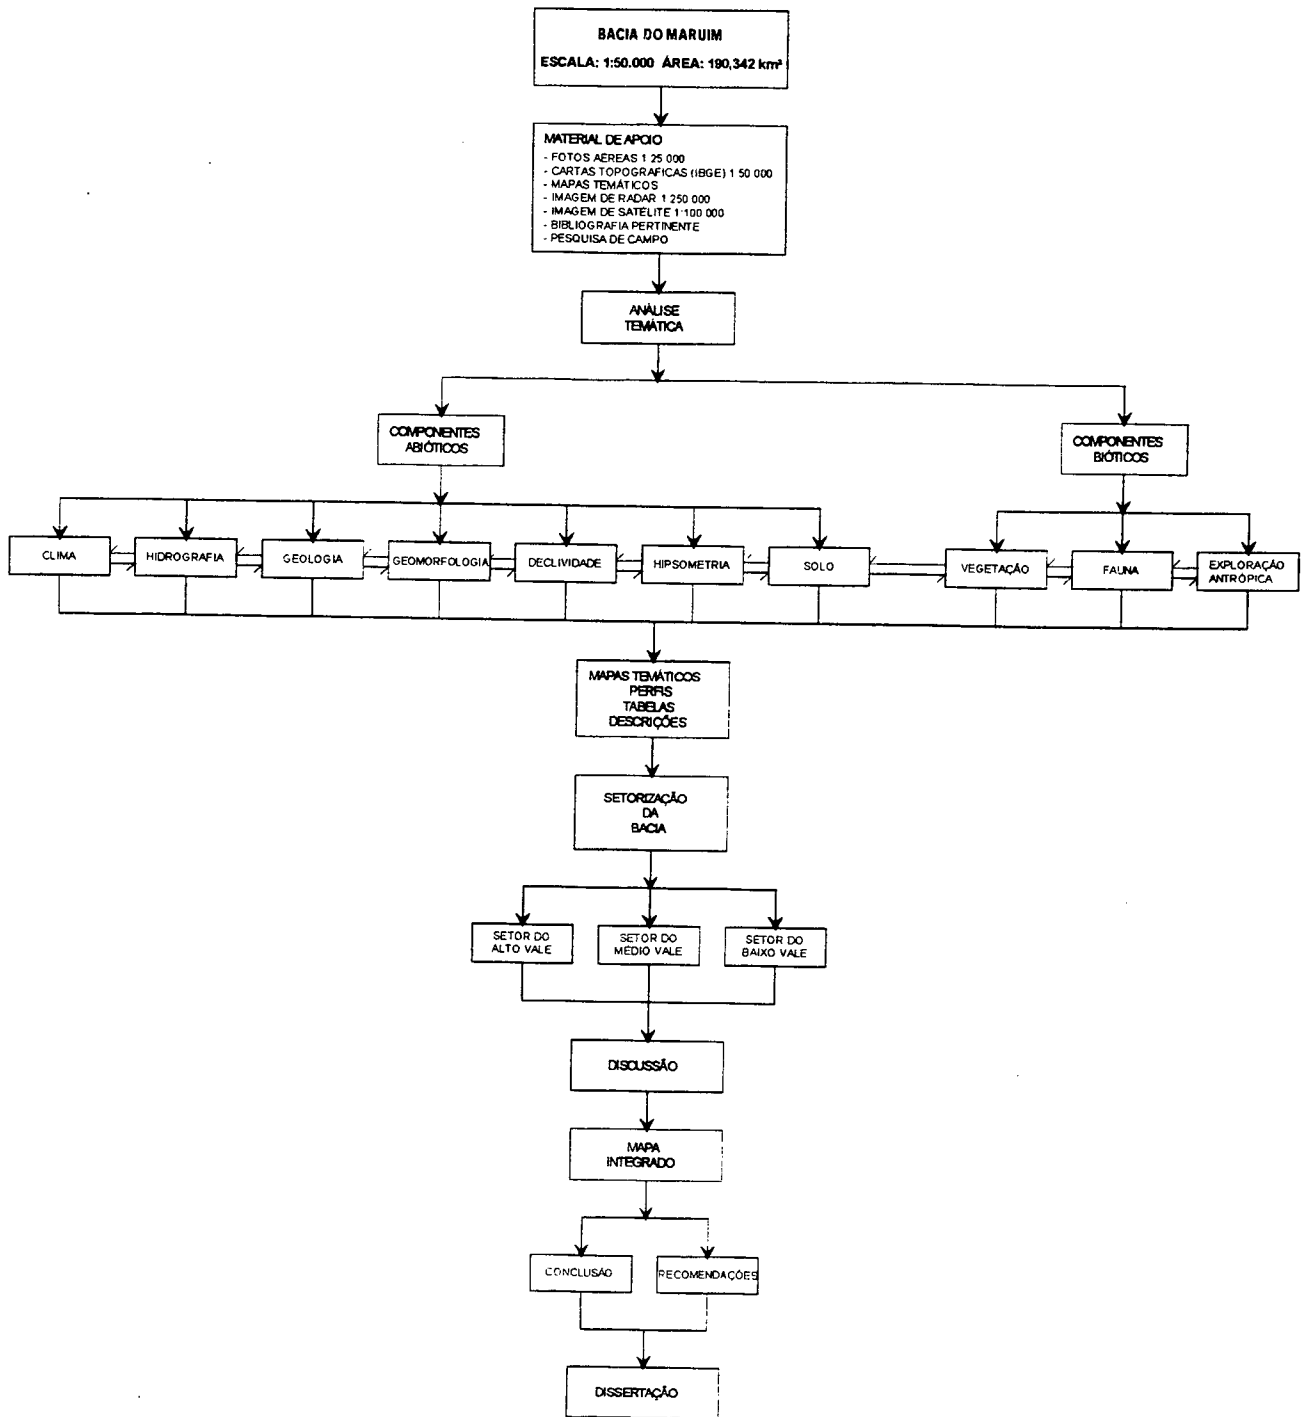 BACIA DO MARUIM
ESCALA: 1:50.000 ÁREA: 190,342 km²
MATERIAL DE APOIO
- FOTOS AÉREAS 1 25 000
- CARTAS TOPOGRAFICAS (IBGE) 1 50 000
- MAPAS TEMÁTICOS
- IMAGEM DE RADAR 1 250 000
- IMAGEM DE SATÉLITE 1:100 000
- BIBLIOGRAFIA PERTINENTE
- PESQUISA DE CAMPO
ANÁLISE
TEMÁTICA
COMPONENTES
ABIÓTICOS
COMPONENTES
BIÓTICOS
CLIMA
HIDROGRAFIA
GEOLOGIA
GEOMORFOLOGIA
DECLIVIDADE
HIPSOMETRIA
SOLO
VEGETAÇÃO
FAUNA
EXPLORAÇÃO
ANTRÓPICA
MAPAS TEMÁTICOS
PERFIS
TABELAS
DESCRIÇÕES
SETORIZAÇÃO
DA
BACIA
SETOR DO
ALTO VALE
SETOR DO
MÉDIO VALE
SETOR DO
BAIXO VALE
DISCUSSÃO
MAPA
INTEGRADO
CONCLUSÃO
RECOMENDAÇÕES
DISSERTAÇÃO